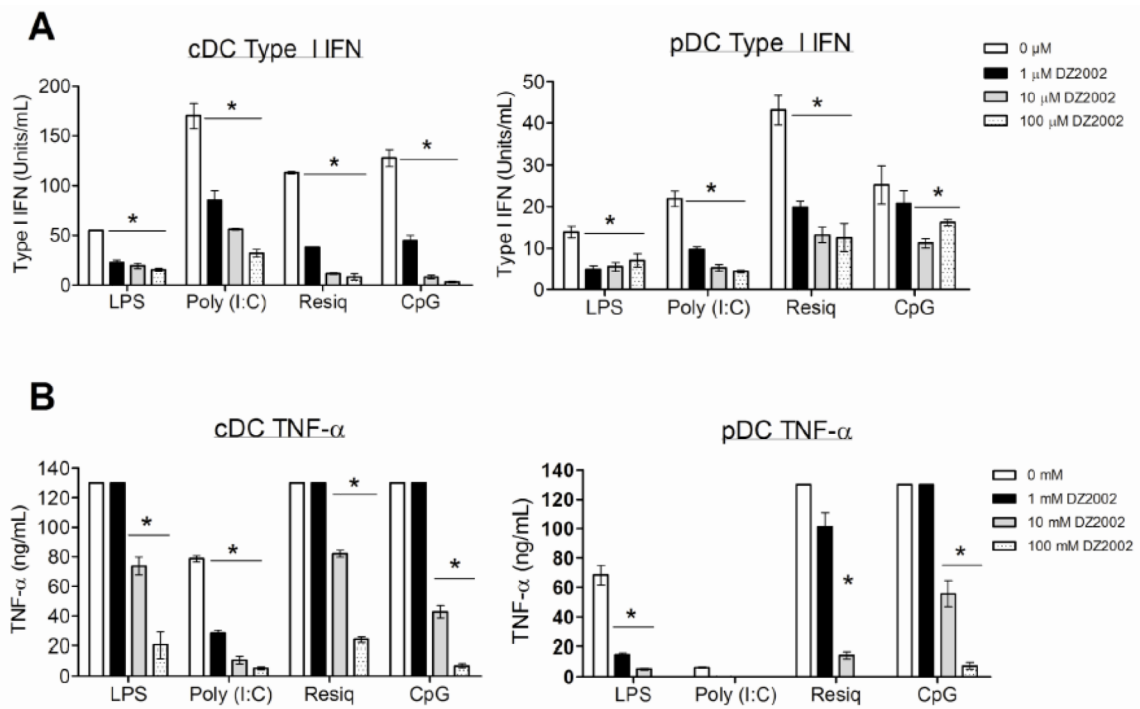 A
cDC Type I IFN
Type I IFN (Units/mL)
200
150
100
50
0
*
*
*
*
LPS
Poly (I:C)
Resiq
CpG
pDC Type I IFN
Type I IFN (Units/mL)
50
40
30
20
10
0
*
*
*
*
LPS
Poly (I:C)
Resiq
CpG
0 μM
1 μM DZ2002
10 μM DZ2002
100 μM DZ2002
B
cDC TNF-α
TNF-α (ng/mL)
140
120
100
80
60
40
20
0
*
*
*
*
LPS
Poly (I:C)
Resiq
CpG
pDC TNF-α
TNF-α (ng/mL)
140
120
100
80
60
40
20
0
*
*
*
LPS
Poly (I:C)
Resiq
CpG
0 mM
1 mM DZ2002
10 mM DZ2002
100 mM DZ2002